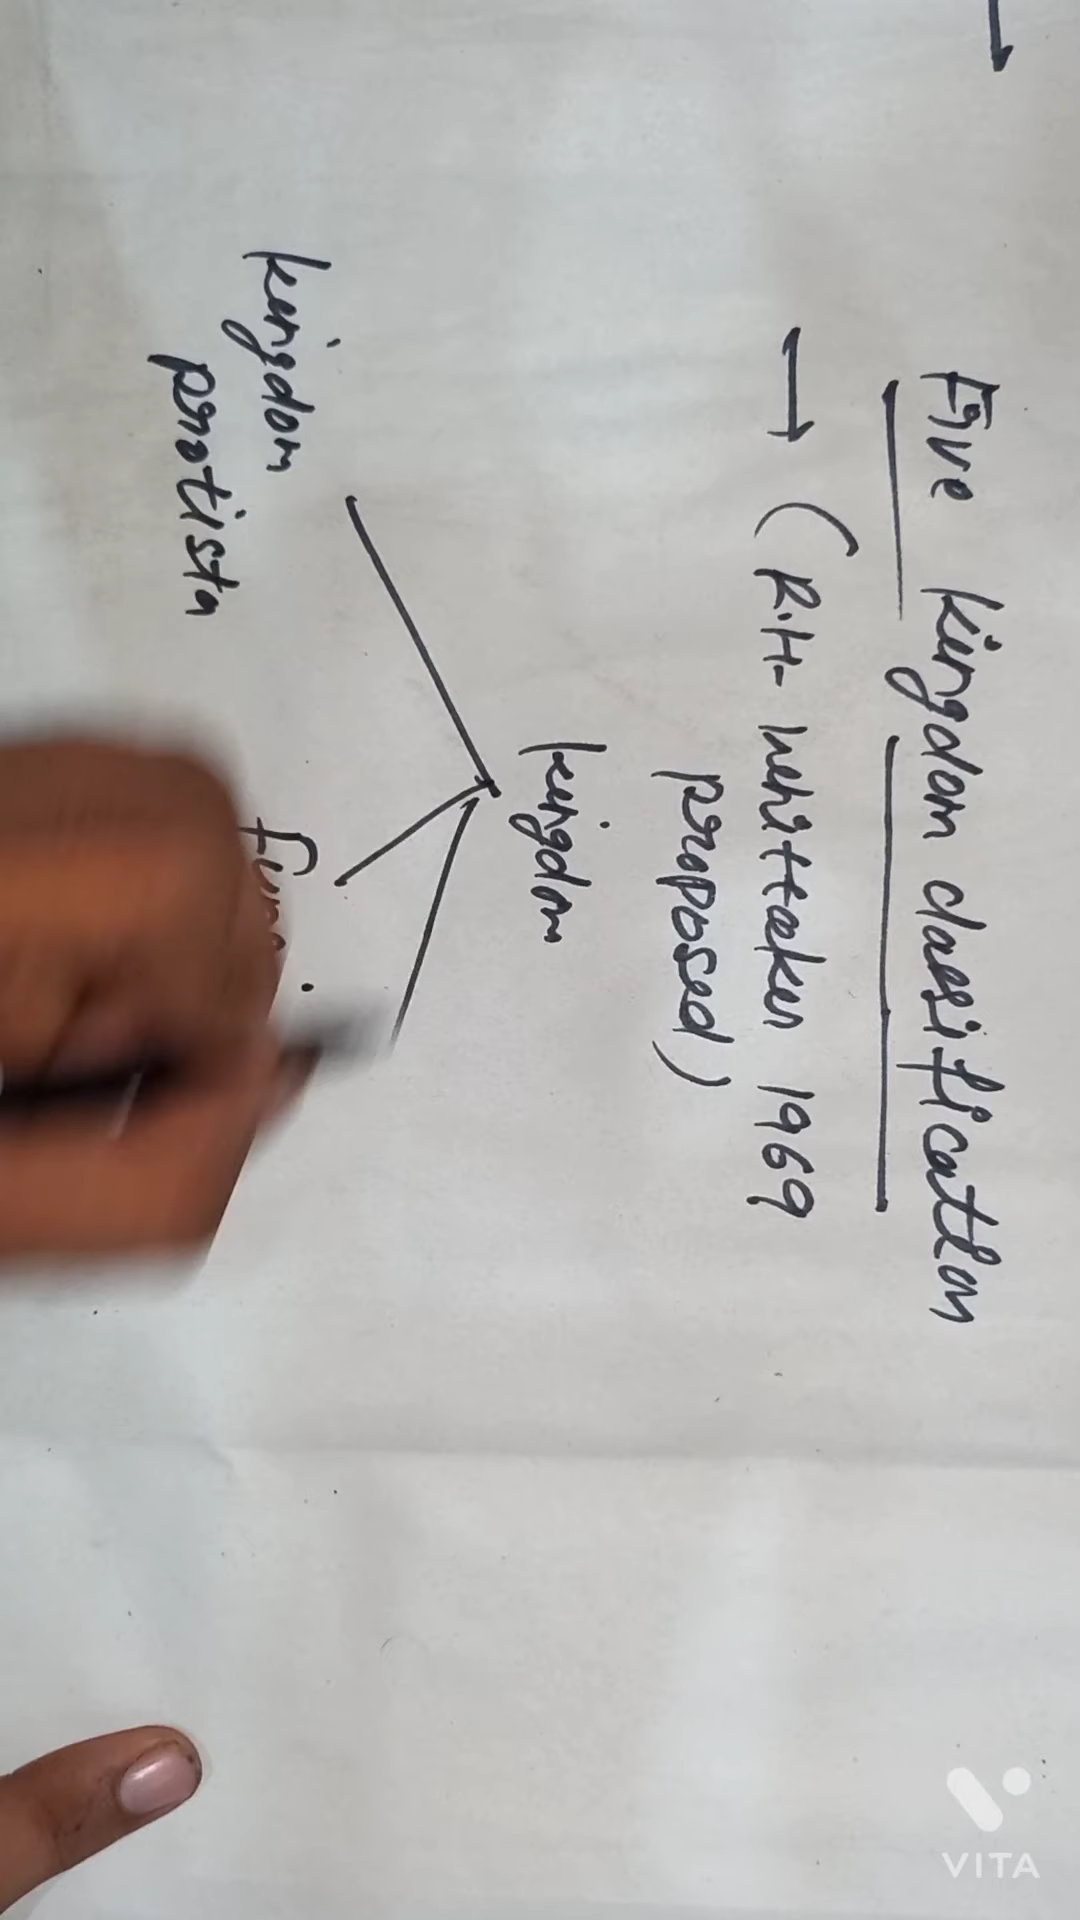 Five kingdom classification
→ (R.H. Whittaker 1969
proposed)
kingdom
kingdom
protista
VITA